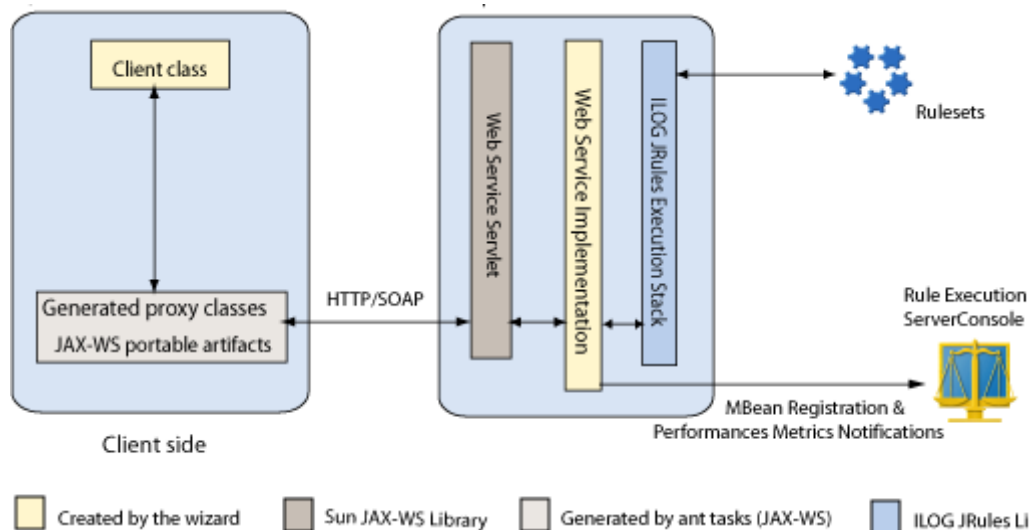 Client class
Generated proxy classes
JAX-WS portable artifacts
Client side
HTTP/SOAP
Web Service Servlet
Web Service Implementation
ILOG JRules Execution Stack
Rulesets
Rule Execution
ServerConsole
MBean Registration &
Performances Metrics Notifications
Created by the wizard
Sun JAX-WS Library
Generated by ant tasks (JAX-WS)
ILOG JRules Li